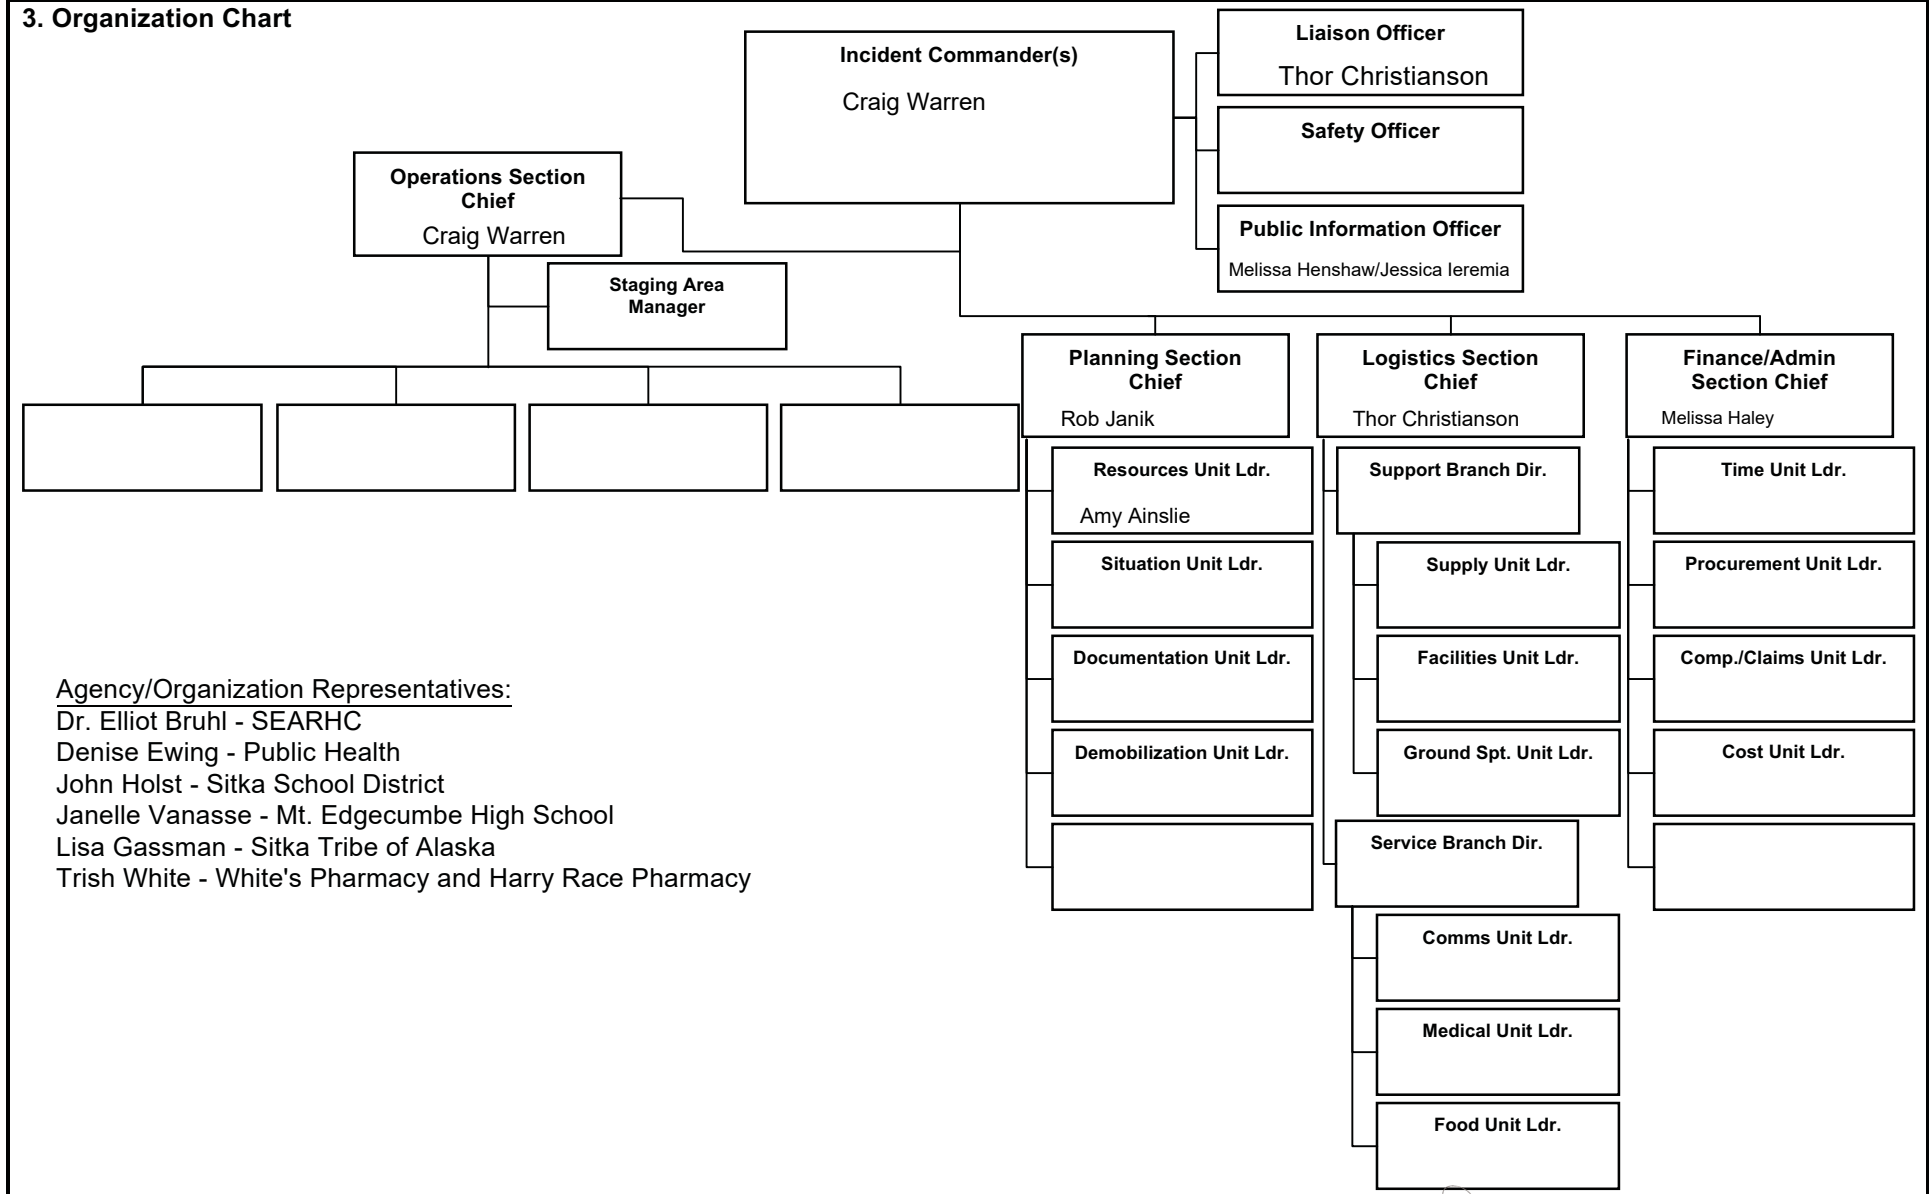 3. Organization Chart
Incident Commander(s)
Craig Warren
Liaison Officer
Thor Christianson
Safety Officer
Public Information Officer
Melissa Henshaw/Jessica Ieremia
Operations Section
Chief
Craig Warren
Staging Area
Manager
Planning Section
Chief
Rob Janik
Resources Unit Ldr.
Amy Ainslie
Situation Unit Ldr.
Documentation Unit Ldr.
Demobilization Unit Ldr.
Logistics Section
Chief
Thor Christianson
Support Branch Dir.
Supply Unit Ldr.
Facilities Unit Ldr.
Ground Spt. Unit Ldr.
Service Branch Dir.
Comms Unit Ldr.
Medical Unit Ldr.
Food Unit Ldr.
Finance/Admin
Section Chief
Melissa Haley
Time Unit Ldr.
Procurement Unit Ldr.
Comp./Claims Unit Ldr.
Cost Unit Ldr.
Agency/Organization Representatives:
Dr. Elliot Bruhl - SEARHC
Denise Ewing - Public Health
John Holst - Sitka School District
Janelle Vanasse - Mt. Edgecumbe High School
Lisa Gassman - Sitka Tribe of Alaska
Trish White - White's Pharmacy and Harry Race Pharmacy